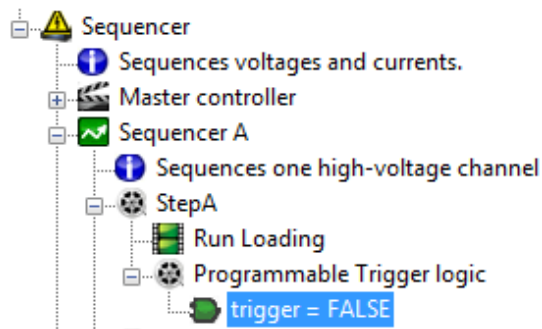 Sequencer
Sequences voltages and currents.
Master controller
Sequencer A
Sequences one high-voltage channel
StepA
Run Loading
Programmable Trigger logic
trigger = FALSE